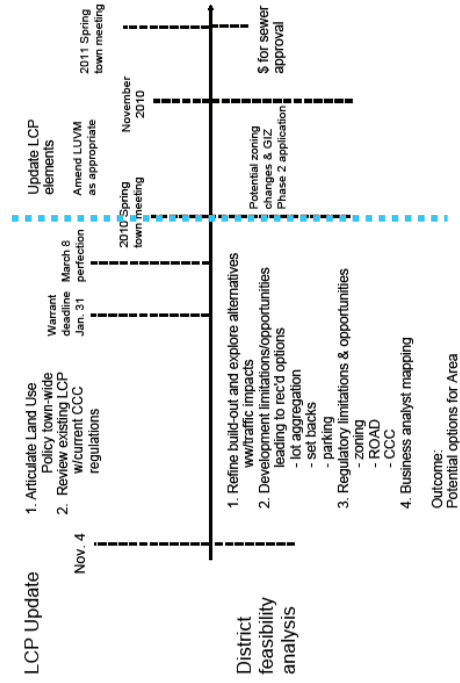 LCP Update
1. Articulate Land Use
Policy town-wide
2. Review existing LCP
w/current CCC
regulations
Nov. 4
Warrant
deadline
Jan. 31
March 8
perfection
2010 Spring
town meeting
Update LCP
elements
Amend LUVM
as appropriate
November
2010
2011 Spring
town meeting
District
feasibility
analysis
1. Refine build-out and explore alternatives
ww/traffic impacts
2. Development limitations/opportunities
leading to rec'd options
- lot aggregation
- set backs
- parking
3. Regulatory limitations & opportunities
- zoning
- ROAD
- CCC
4. Business analyst mapping
Outcome:
Potential options for Area
Potential zoning
changes & GIZ
Phase 2 application
$ for sewer
approval